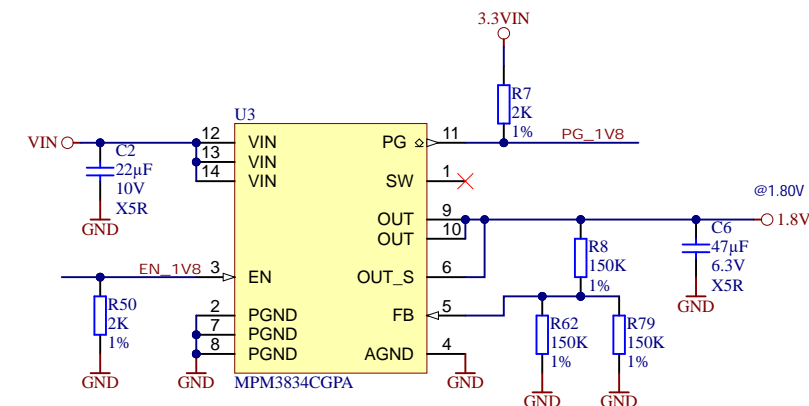 3.3VIN
R7
2K
1%
U3
VIN
C2
22µF
10V
X5R
GND
12
13
14
VIN
VIN
VIN
PG
11
PG_1V8
SW
1
OUT
9
OUT
10
@1.80V
1.8V
C6
47µF
6.3V
X5R
GND
R8
150K
1%
EN_1V8
3
EN
OUT_S
6
R50
2K
1%
GND
2
7
8
PGND
PGND
PGND
FB
5
R62
150K
1%
R79
150K
1%
AGND
4
GND
GND
MPM3834CGPA
GND
GND